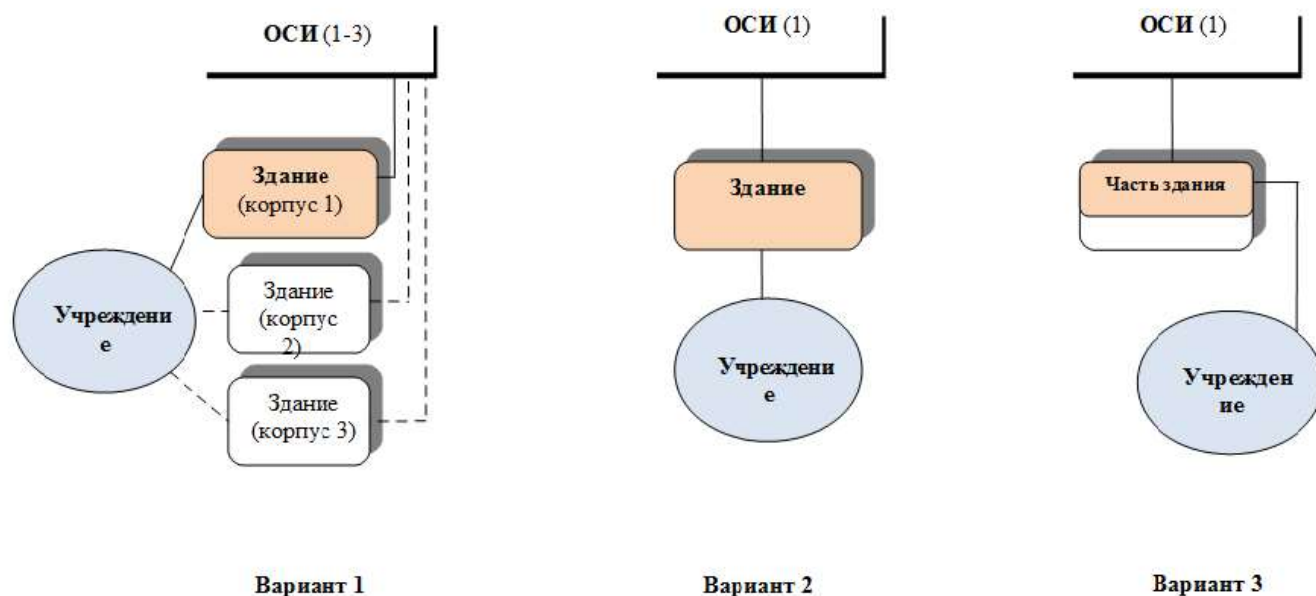 ОСИ (1-3)
Здание
(корпус 1)
Здание
(корпус
2)
Здание
(корпус 3)
Учреждени
е
Вариант 1
ОСИ (1)
Здание
Учреждени
е
Вариант 2
ОСИ (1)
Часть здания
Учрежден
ие
Вариант 3